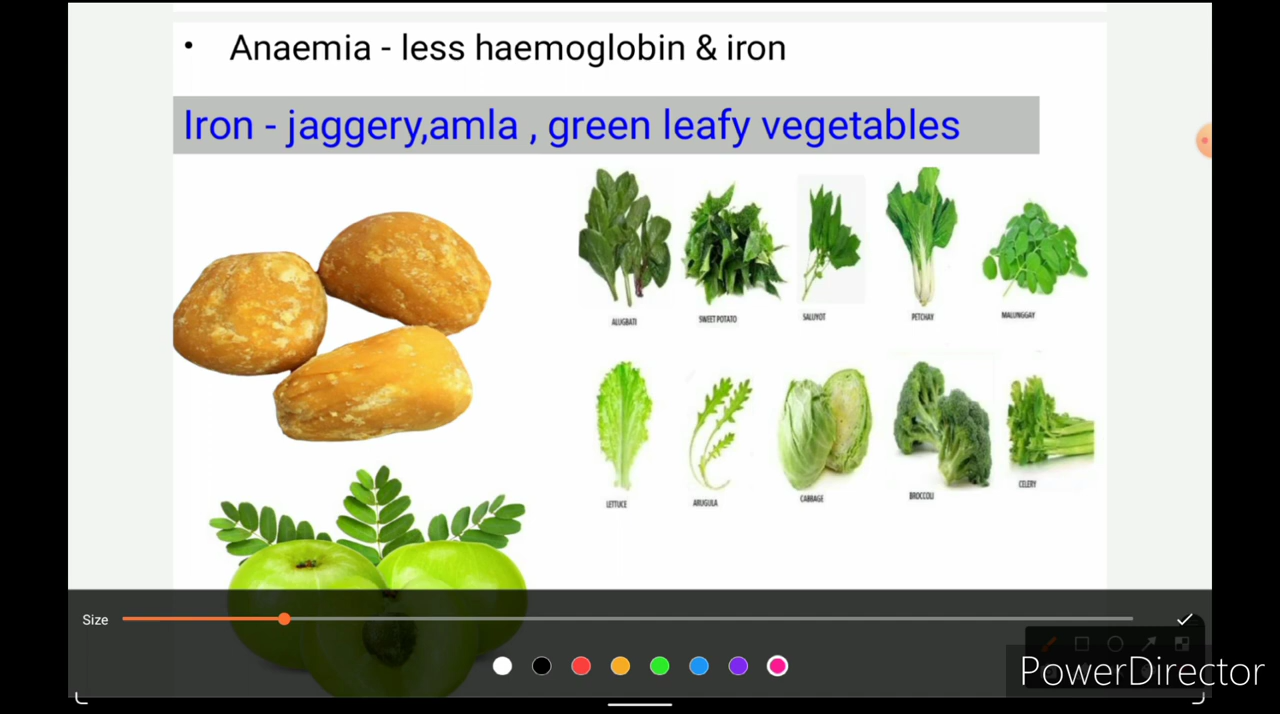 • Anaemia - less haemoglobin & iron
Iron - jaggery,amla , green leafy vegetables
ALUGBATI SWEET POTATO SALUYOT PETCHAY MALUNGGAY
LETTUCE ARUGULA CABBAGE BROCCOLI CELERY
Size
PowerDirector